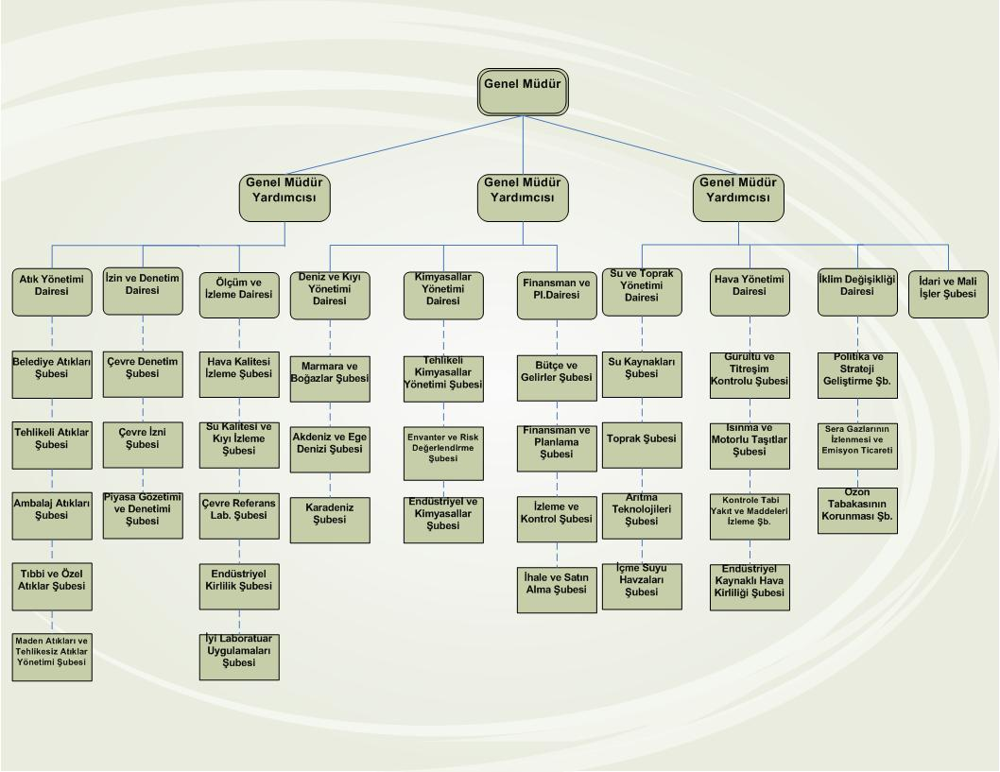 Genel Müdür
Genel Müdür
Yardımcısı
Genel Müdür
Yardımcısı
Genel Müdür
Yardımcısı
Atık Yönetimi
Dairesi
İzin ve Denetim
Dairesi
Ölçüm ve
İzleme Dairesi
Deniz ve Kıyı
Yönetimi
Dairesi
Kimyasallar
Yönetimi
Dairesi
Finansman ve
Pl.Dairesi
Su ve Toprak
Yönetimi
Dairesi
Hava Yönetimi
Dairesi
İklim Değişikliği
Dairesi
İdari ve Mali
İşler Şubesi
Belediye Atıkları
Şubesi
Çevre Denetim
Şubesi
Hava Kalitesi
İzleme Şubesi
Marmara ve
Boğazlar Şubesi
Tehlikeli
Kimyasallar
Yönetimi Şubesi
Bütçe ve
Gelirler Şubesi
Su Kaynakları
Şubesi
Gürültü ve
Titreşim
Kontrolu Şubesi
Politika ve
Strateji
Geliştirme Şb.
Tehlikeli Atıklar
Şubesi
Çevre İzni
Şubesi
Su Kalitesi ve
Kıyı İzleme
Şubesi
Akdeniz ve Ege
Denizi Şubesi
Envanter ve Risk
Değerlendirme
Şubesi
Finansman ve
Planlama
Şubesi
Toprak Şubesi
Isınma ve
Motorlu Taşıtlar
Şubesi
Sera Gazlarının
İzlenmesi ve
Emisyon Ticareti
Ambalaj Atıkları
Şubesi
Piyasa Gözetimi
ve Denetimi
Şubesi
Çevre Referans
Lab. Şubesi
Karadeniz
Şubesi
Endüstriyel ve
Kimyasallar
Şubesi
İzleme ve
Kontrol Şubesi
Arıtma
Teknolojileri
Şubesi
Kontrole Tabi
Yakıt ve Maddeleri
İzleme Şb.
Ozon
Tabakasının
Korunması Şb.
Tıbbi ve Özel
Atıklar Şubesi
Endüstriyel
Kirlilik Şubesi
İhale ve Satın
Alma Şubesi
İçme Suyu
Havzaları
Şubesi
Endüstriyel
Kaynaklı Hava
Kirliliği Şubesi
Maden Atıkları ve
Tehlikesiz Atıklar
Yönetimi Şubesi
İyi Laboratuar
Uygulamaları
Şubesi